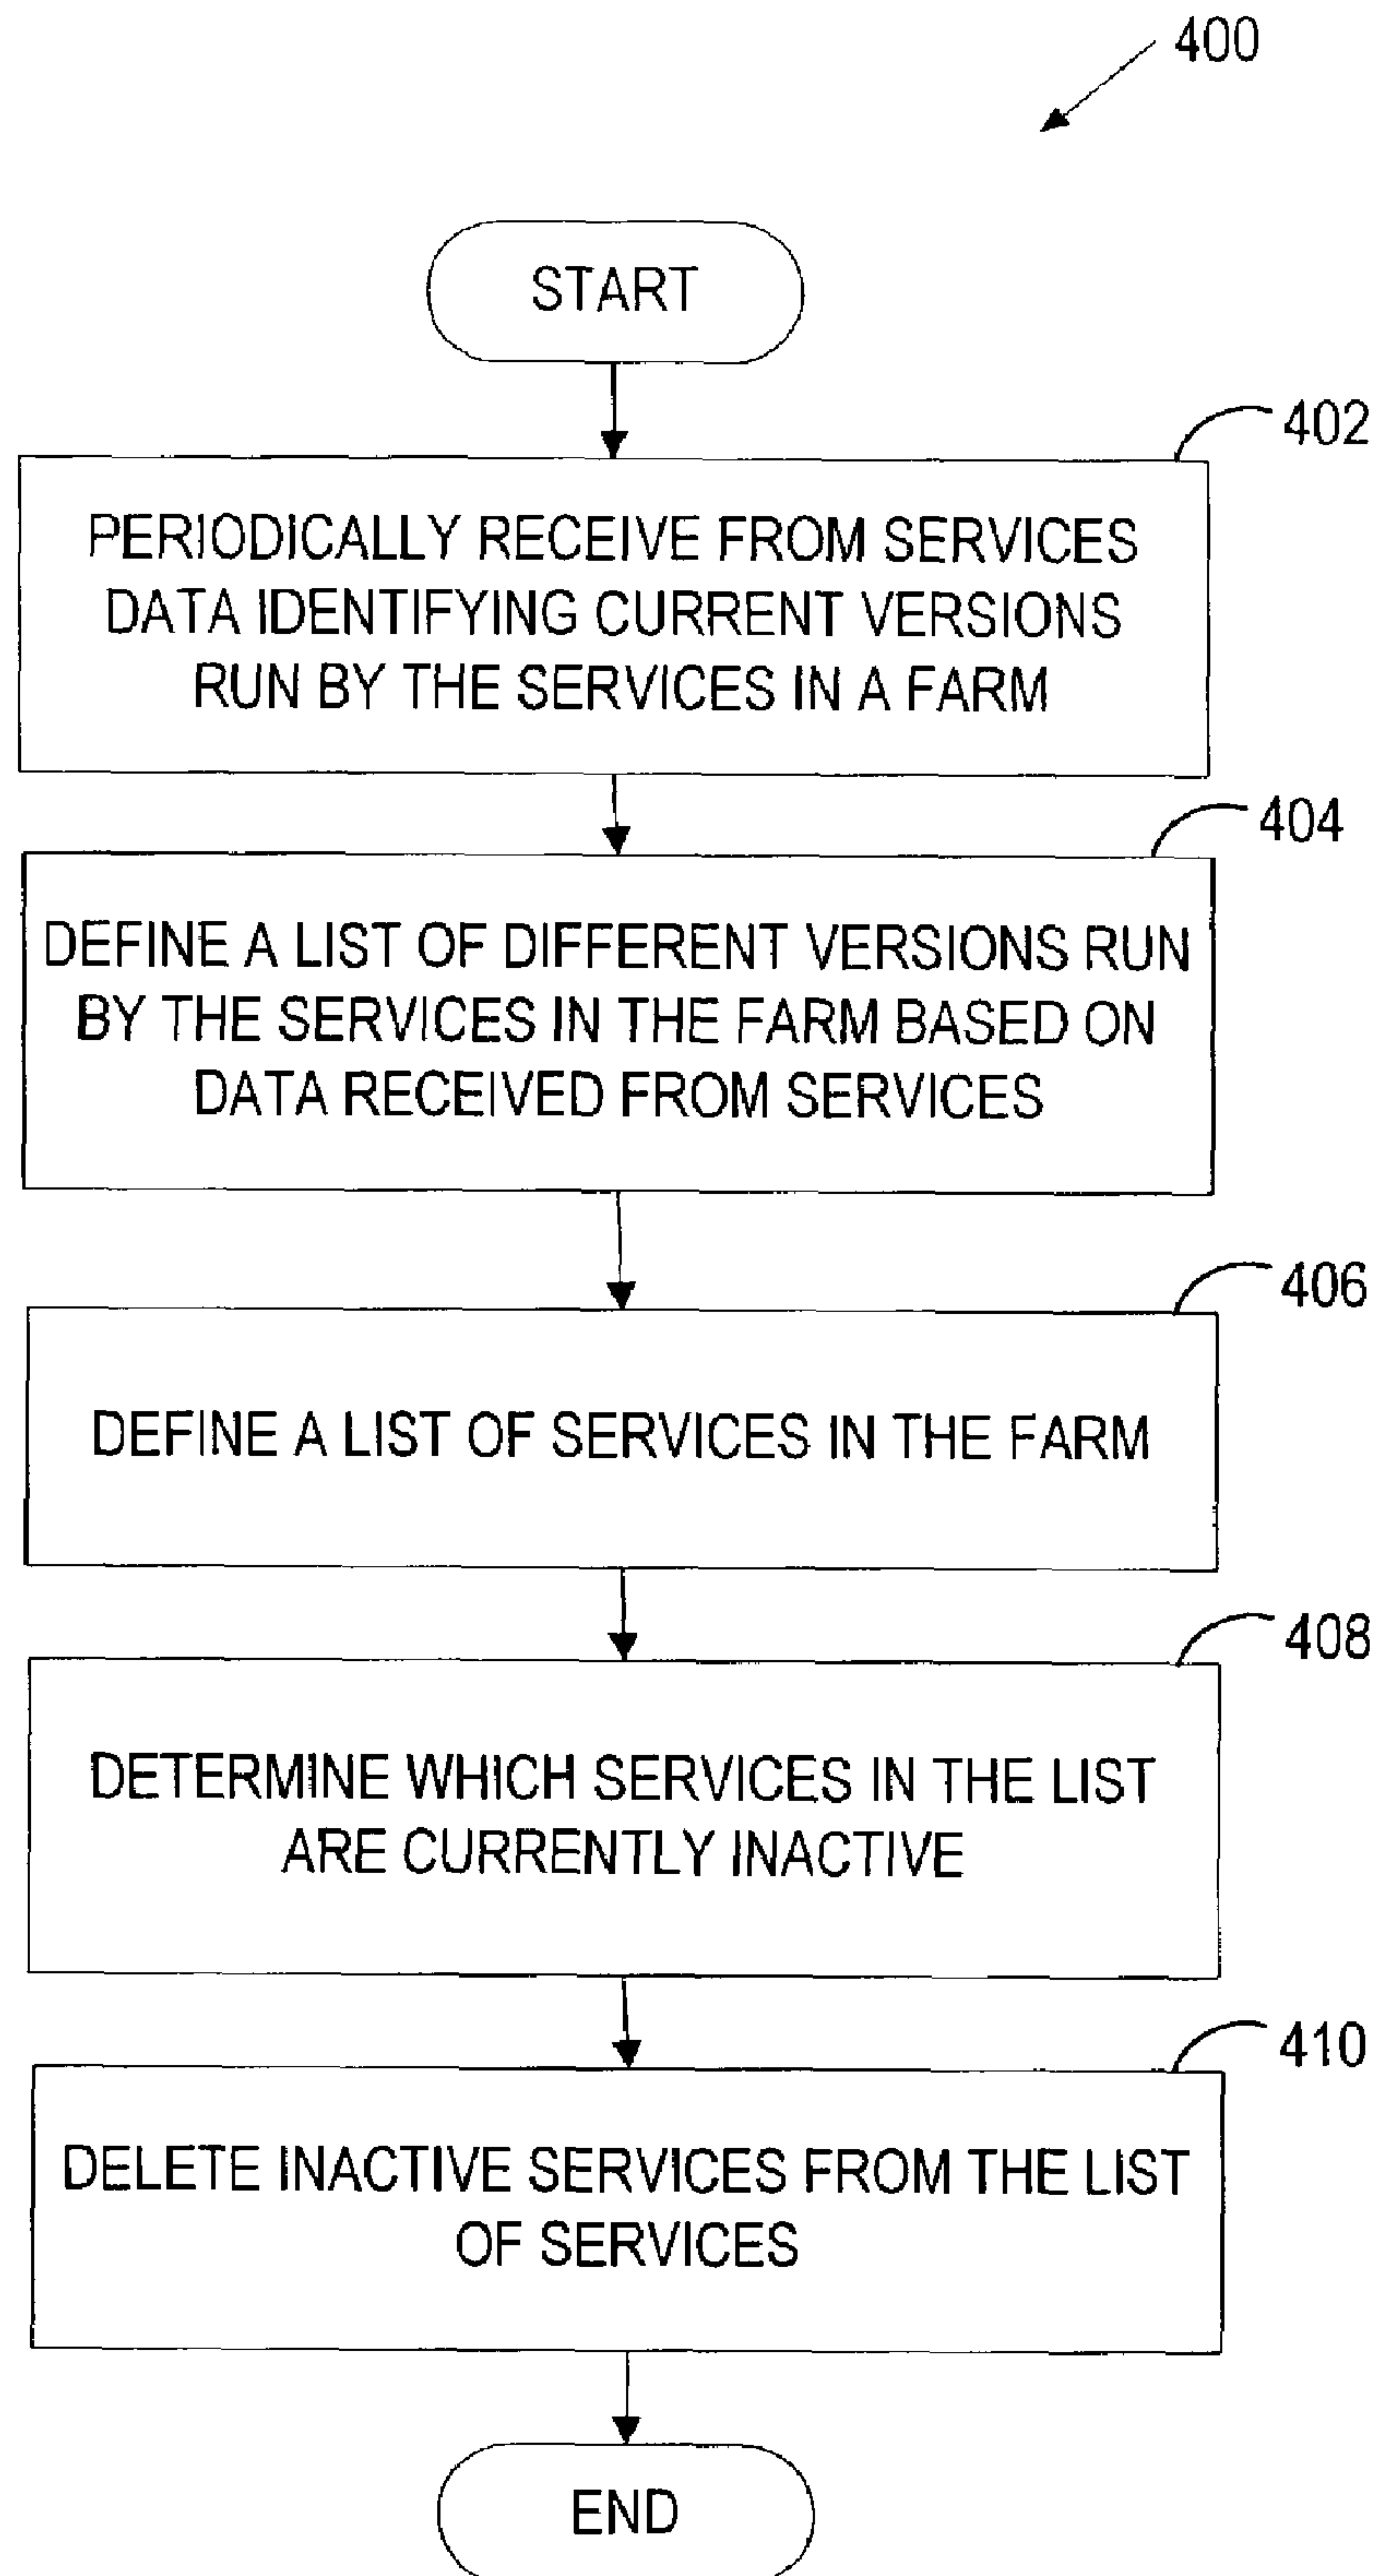 400
START
402
PERIODICALLY RECEIVE FROM SERVICES
DATA IDENTIFYING CURRENT VERSIONS
RUN BY THE SERVICES IN A FARM
404
DEFINE A LIST OF DIFFERENT VERSIONS RUN
BY THE SERVICES IN THE FARM BASED ON
DATA RECEIVED FROM SERVICES
406
DEFINE A LIST OF SERVICES IN THE FARM
408
DETERMINE WHICH SERVICES IN THE LIST
ARE CURRENTLY INACTIVE
410
DELETE INACTIVE SERVICES FROM THE LIST
OF SERVICES
END